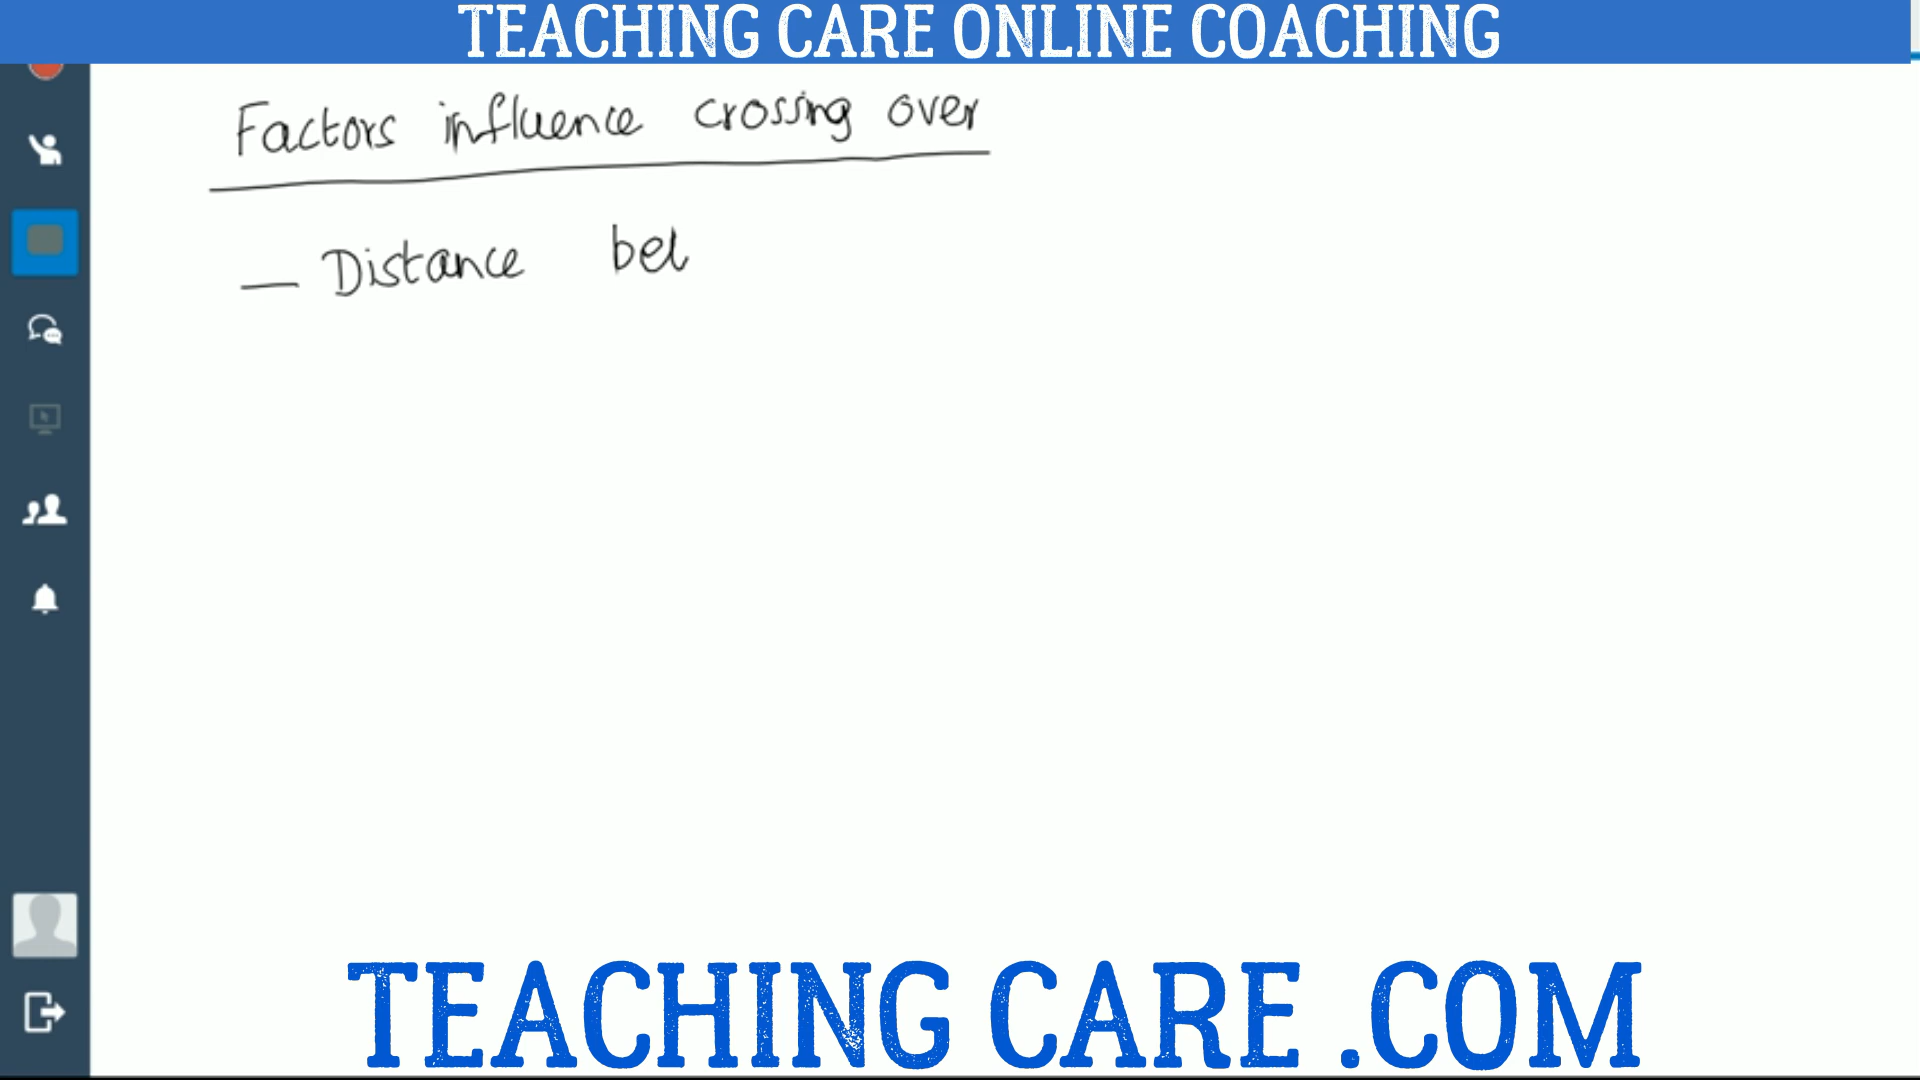 TEACHING CARE ONLINE COACHING
Factors influence crossing over
— Distance bet
TEACHING CARE .COM